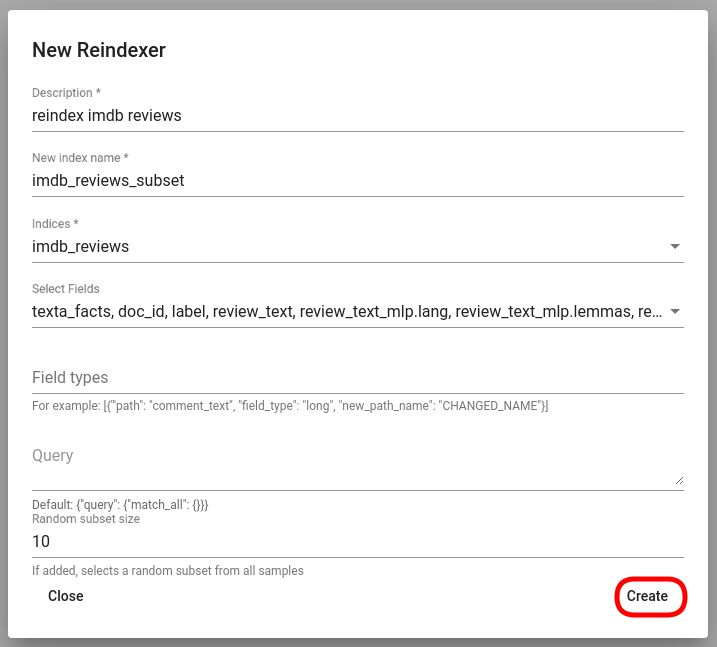 New Reindexer
Description *
reindex imdb reviews
New index name *
imdb_reviews_subset
Indices *
imdb_reviews
Select Fields
texta_facts, doc_id, label, review_text, review_text_mlp.lang, review_text_mlp.lemmas, re...
Field types
For example: [{"path": "comment_text", "field_type": "long", "new_path_name": "CHANGED_NAME"}]
Query
Default: {"query": {"match_all": {}}}
Random subset size
10
If added, selects a random subset from all samples
Close
Create